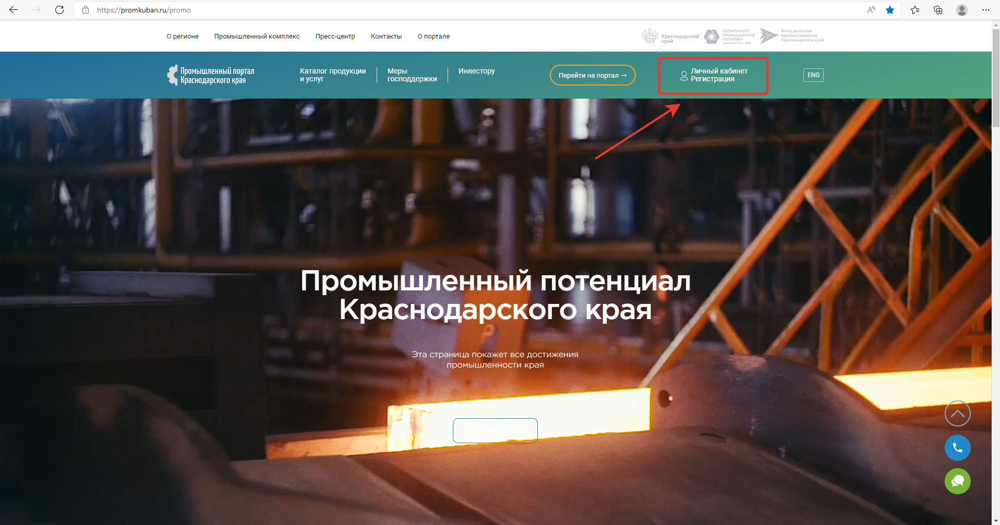 https://promkuban.ru/promo
О регионе Промышленный комплекс Пресс-центр Контакты О портале
Краснодарский
край
ДЕПАРТАМЕНТ
ПРОМЫШЛЕННОЙ
ПОЛИТИКИ
Краснодарского края
Фонд развития
промышленности
Краснодарского края
Промышленный портал
Краснодарского края
Каталог продукции
и услуг
Меры
господдержки
Инвестору
Перейти на портал →
Личный кабинет
Регистрация
ENG
Промышленный потенциал
Краснодарского края
Эта страница покажет все достижения
промышленности края
Подробнее